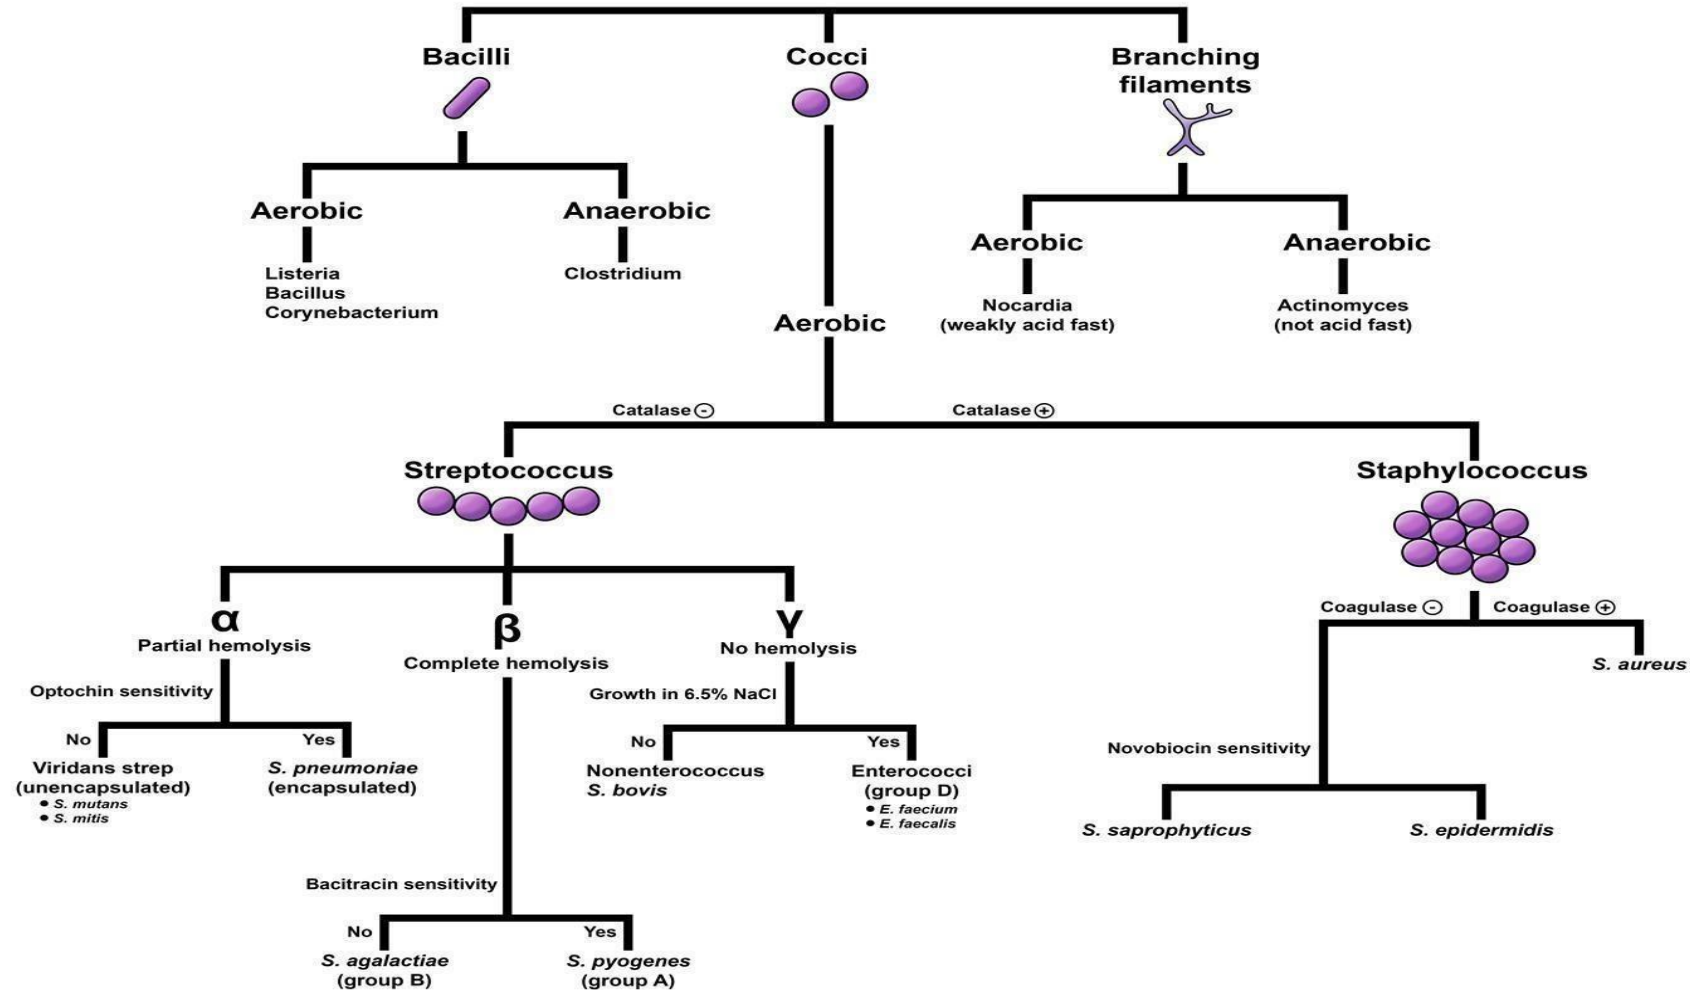 Bacilli
Cocci
Branching
filaments
Aerobic
Anaerobic
Listeria
Bacillus
Corynebacterium
Clostridium
Aerobic
Aerobic
Anaerobic
Nocardia
(weakly acid fast)
Actinomyces
(not acid fast)
Catalase -
Catalase +
Streptococcus
Staphylococcus
α
Partial hemolysis
β
Complete hemolysis
γ
No hemolysis
Optochin sensitivity
No
Yes
Viridans strep
(unencapsulated)
• S. mutans
• S. mitis
S. pneumoniae
(encapsulated)
Growth in 6.5% NaCl
No
Yes
Nonenterococcus
S. bovis
Enterococci
(group D)
• E. faecium
• E. faecalis
Bacitracin sensitivity
No
Yes
S. agalactiae
(group B)
S. pyogenes
(group A)
Coagulase -
Coagulase +
S. aureus
Novobiocin sensitivity
S. saprophyticus
S. epidermidis